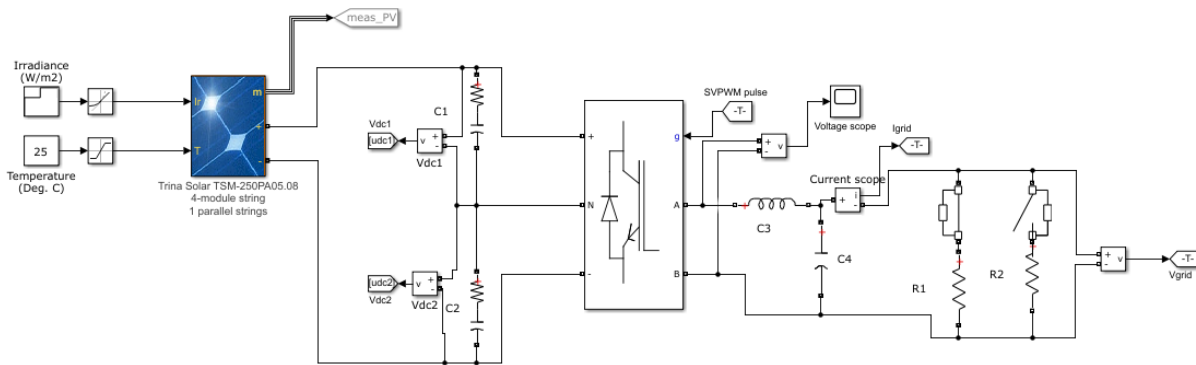 meas_PV
Irradiance
(W/m2)
Ir
m
+
T
-
25
Temperature
(Deg. C)
Trina Solar TSM-250PA05.08
4-module string
1 parallel strings
C1
Vdc1
[udc1]
v
+
-
Vdc1
[udc2]
Vdc2
v
+
-
Vdc2
C2
+
N
-
g
A
B
SVPWM pulse
-T-
+
-
v
Voltage scope
Igrid
-T-
Current scope
+
i
-
C3
C4
R1
R2
+
-
v
-T-
Vgrid